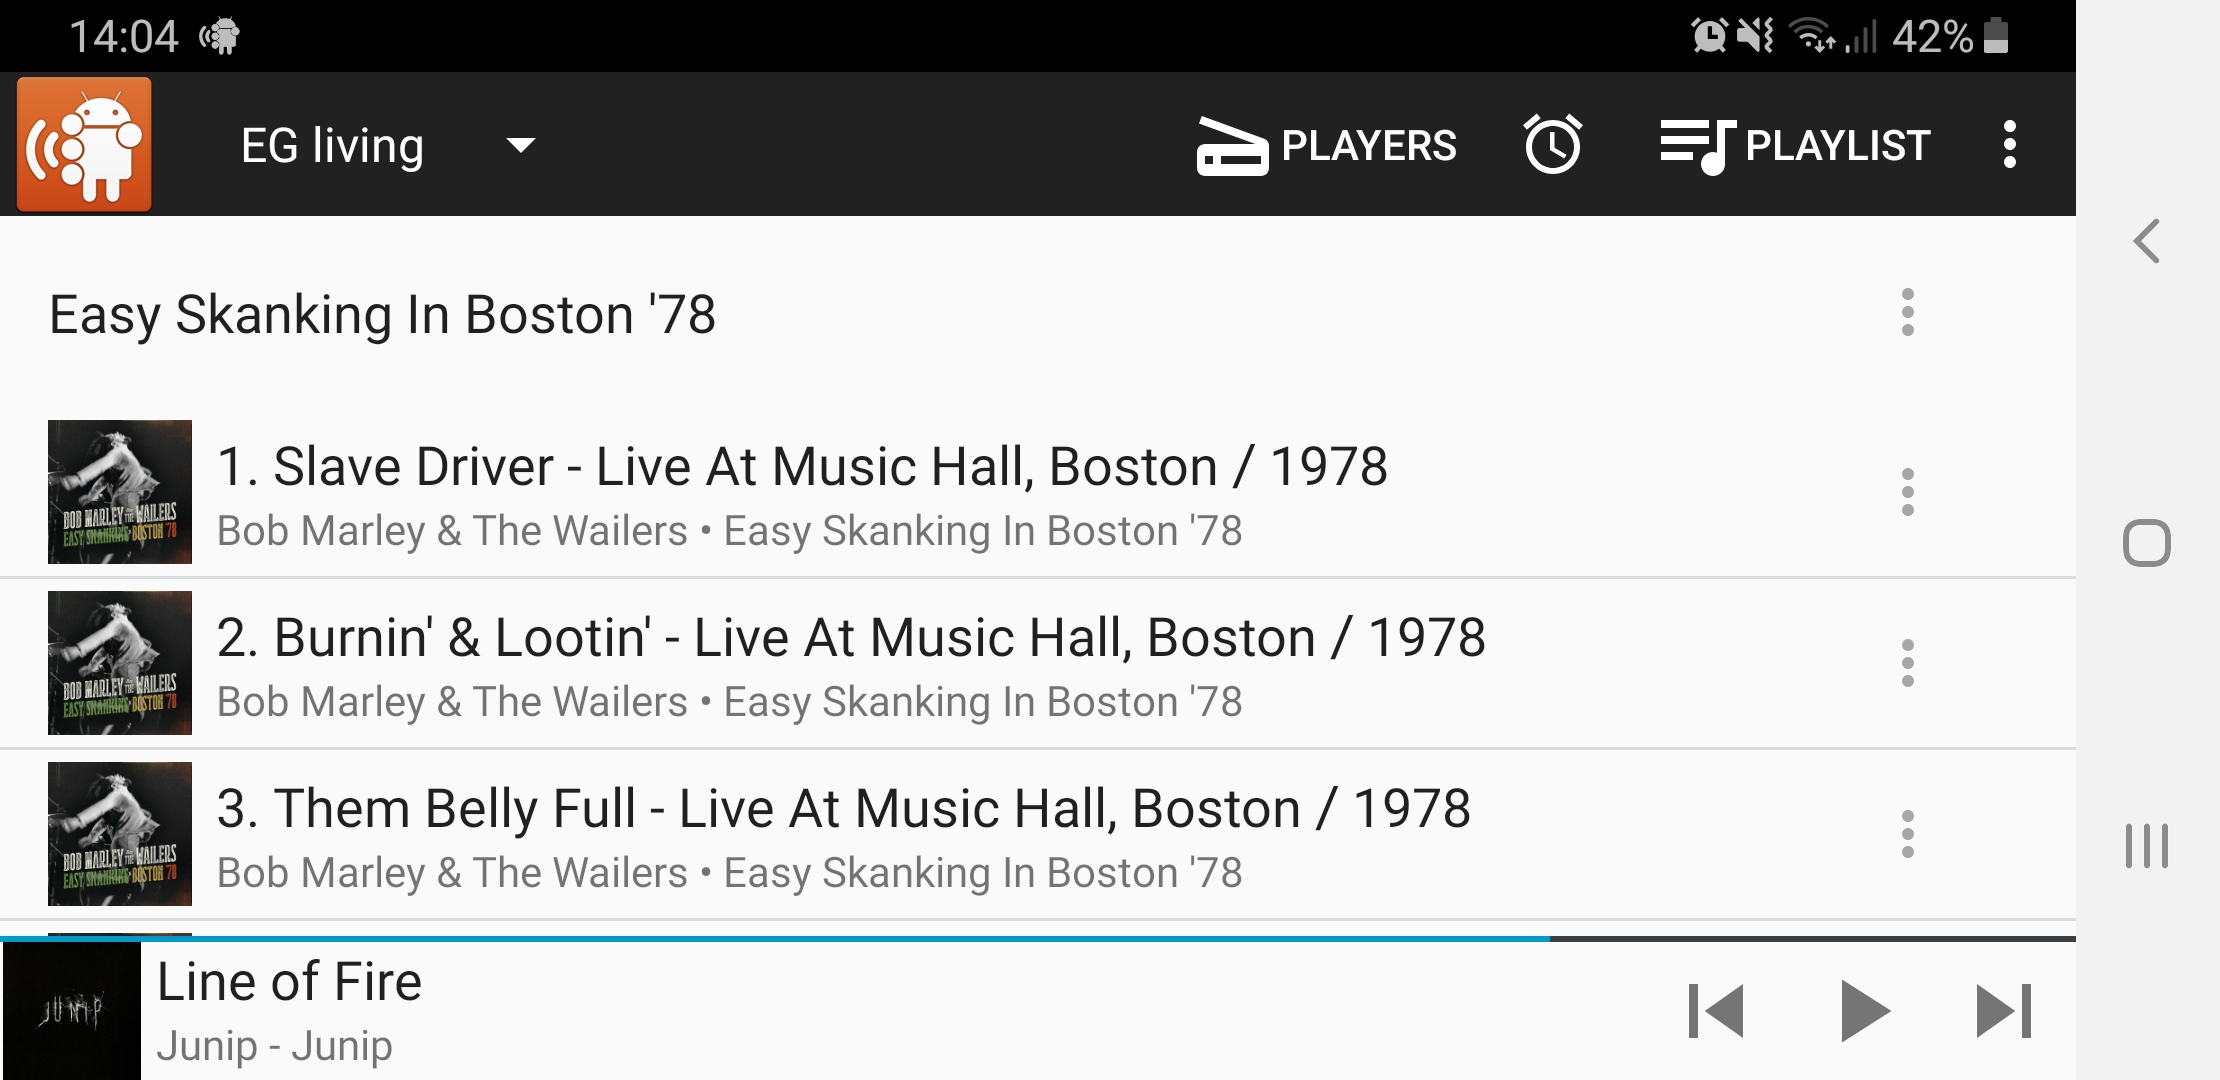 14:04
42%
EG living
PLAYERS
PLAYLIST
Easy Skanking In Boston '78
1. Slave Driver - Live At Music Hall, Boston / 1978
Bob Marley & The Wailers • Easy Skanking In Boston '78
BOB MARLEY AND THE WAILERS
EASY SKANKING IN BOSTON '78
2. Burnin' & Lootin' - Live At Music Hall, Boston / 1978
Bob Marley & The Wailers • Easy Skanking In Boston '78
BOB MARLEY AND THE WAILERS
EASY SKANKING IN BOSTON '78
3. Them Belly Full - Live At Music Hall, Boston / 1978
Bob Marley & The Wailers • Easy Skanking In Boston '78
BOB MARLEY AND THE WAILERS
EASY SKANKING IN BOSTON '78
JUNIP
Line of Fire
Junip - Junip